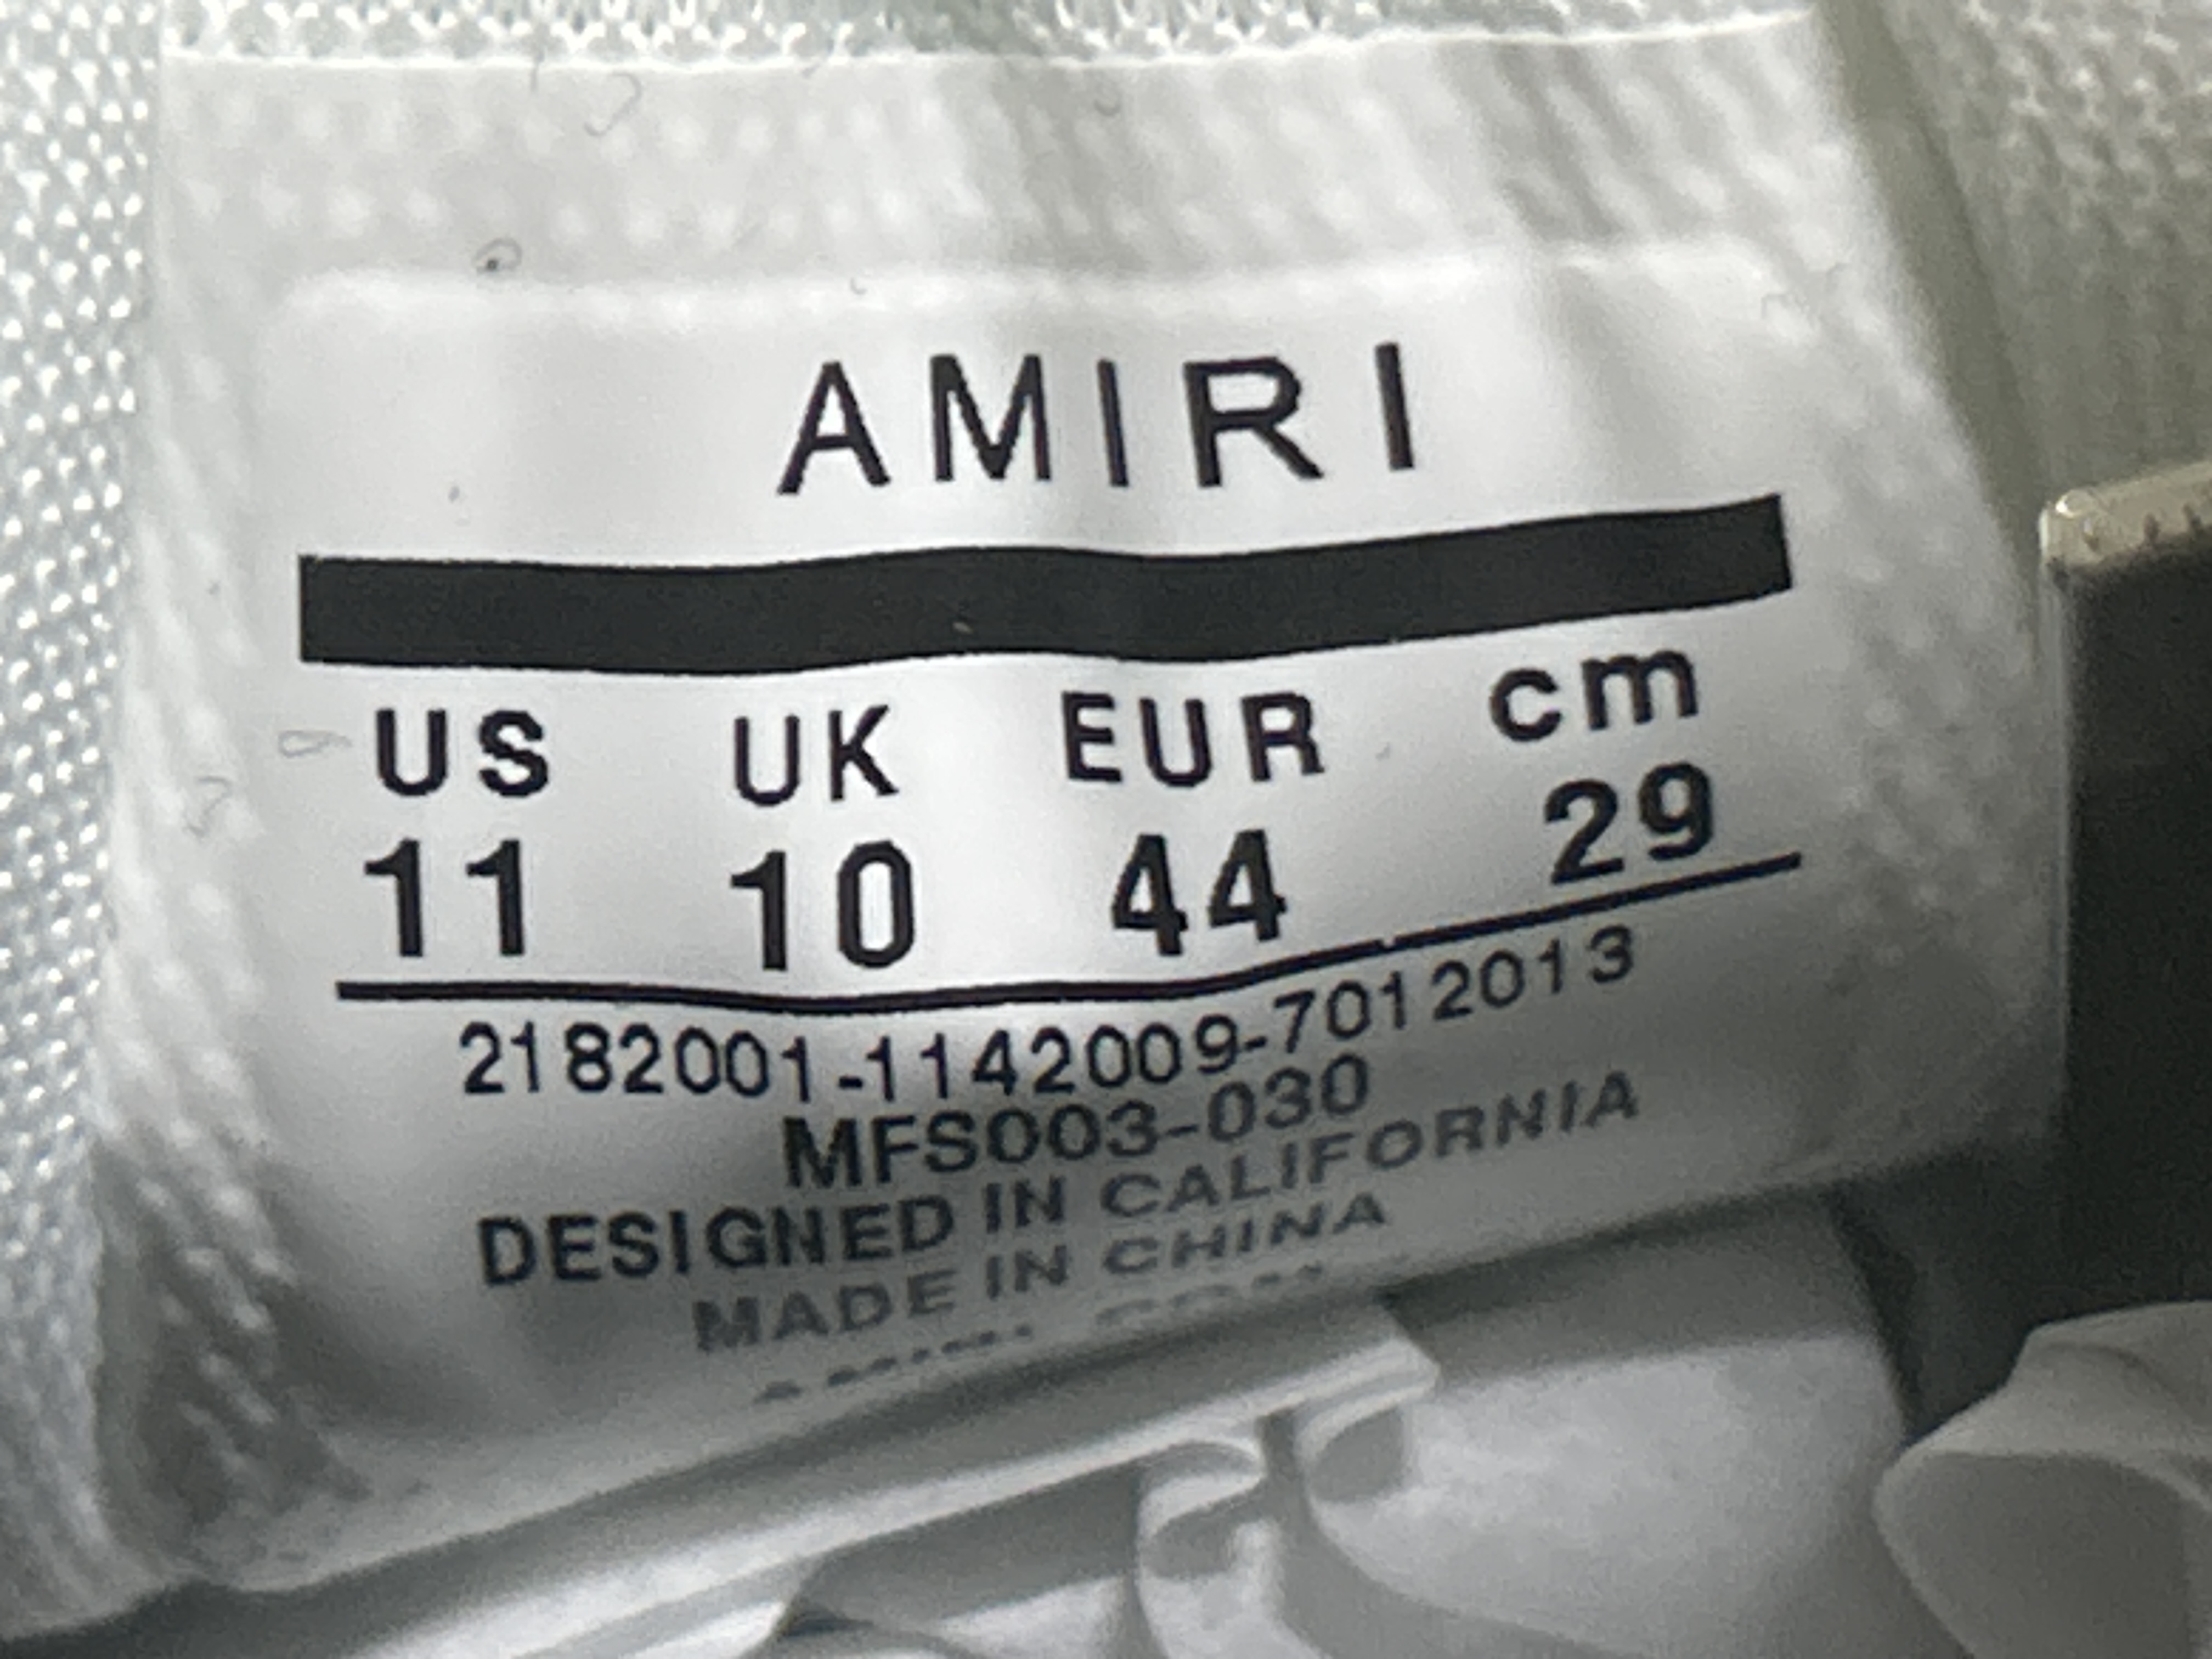 AMIRI
US UK EUR cm
11 10 44 29
2182001-1142009-7012013
MFS003-030
DESIGNED IN CALIFORNIA
MADE IN CHINA